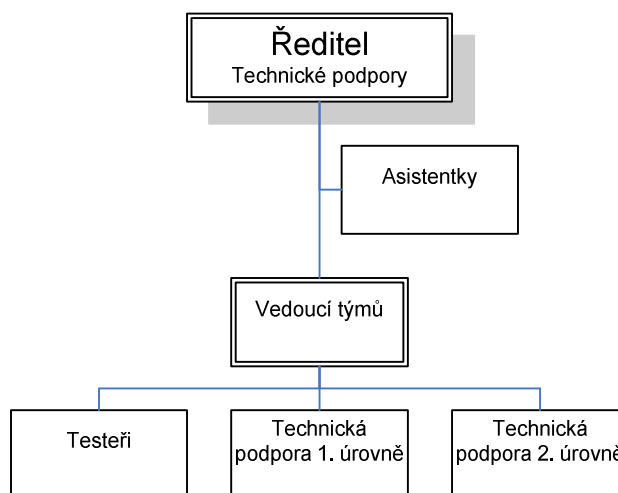 Ředitel
Technické podpory
Asistentky
Vedoucí týmů
Testeři
Technická
podpora 1. úrovně
Technická
podpora 2. úrovně